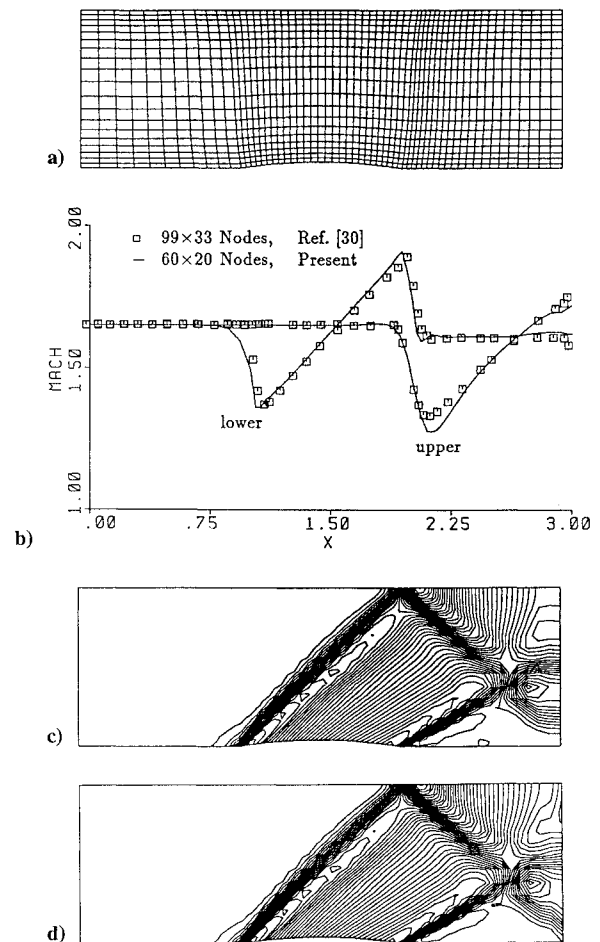 a)
2.00
□ 99×33 Nodes, Ref. [30]
— 60×20 Nodes, Present
MACH
1.50
lower
upper
1.00
b)
.00 .75 1.50 2.25 3.00
X
c)
d)